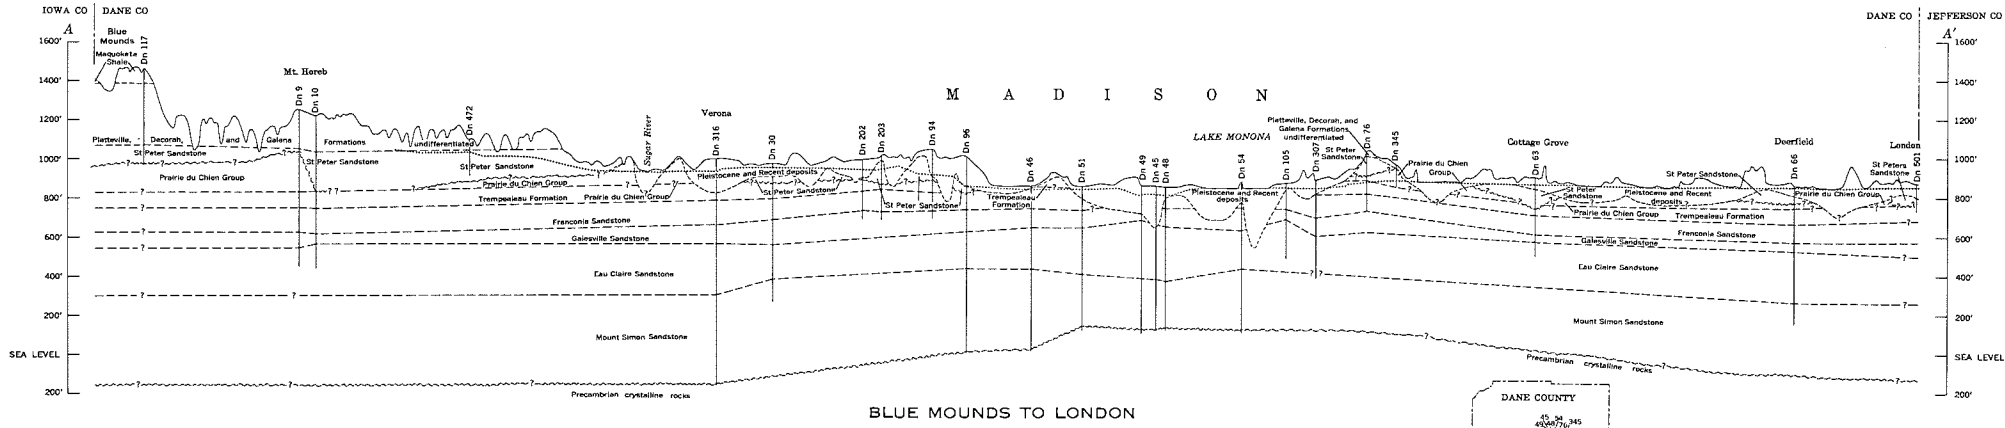 IOWA CO | DANE CO
DANE CO | JEFFERSON CO
A
A'
Blue
Mounds
Maquoketa
Shale
Dn 117
Mt. Horeb
Dn 9
Dn 10
Dn 472
Sugar River
Verona
Dn 316
Dn 30
Dn 202
Dn 203
Dn 94
Dn 96
MADISON
Dn 46
Dn 51
Dn 49
Dn 45
Dn 48
LAKE MONONA
Dn 54
Dn 105
Dn 307
Dn 76
Dn 345
Cottage Grove
Dn 63
Deerfield
Dn 66
London
Dn 501
1600'
1400'
1200'
1000'
800'
600'
400'
200'
SEA LEVEL
200'
1600'
1400'
1200'
1000'
800'
600'
400'
200'
SEA LEVEL
200'
Platteville, Decorah, and Galena Formations undifferentiated
St Peter Sandstone
St Peter Sandstone
St Peter Sandstone
Prairie du Chien Group
Prairie du Chien Group
Prairie du Chien Group
Trempealeau Formation
Franconia Sandstone
Galesville Sandstone
Eau Claire Sandstone
Mount Simon Sandstone
Precambrian crystalline rocks
Pleistocene and Recent deposits
St Peter Sandstone
St Peter Sandstone
Trempealeau
Formation
Pleistocene and Recent
deposits
Platteville, Decorah, and
Galena Formations
undifferentiated
St Peter
Sandstone
Prairie du Chien
Group
St Peter
Sandstone
Prairie du Chien Group
St Peter Sandstone
Pleistocene and Recent
deposits
Prairie du Chien Group
St Peters
Sandstone
Trempealeau Formation
Franconia Sandstone
Galesville Sandstone
Eau Claire Sandstone
Mount Simon Sandstone
Precambrian crystalline rocks
BLUE MOUNDS TO LONDON
DANE COUNTY
45 54
345